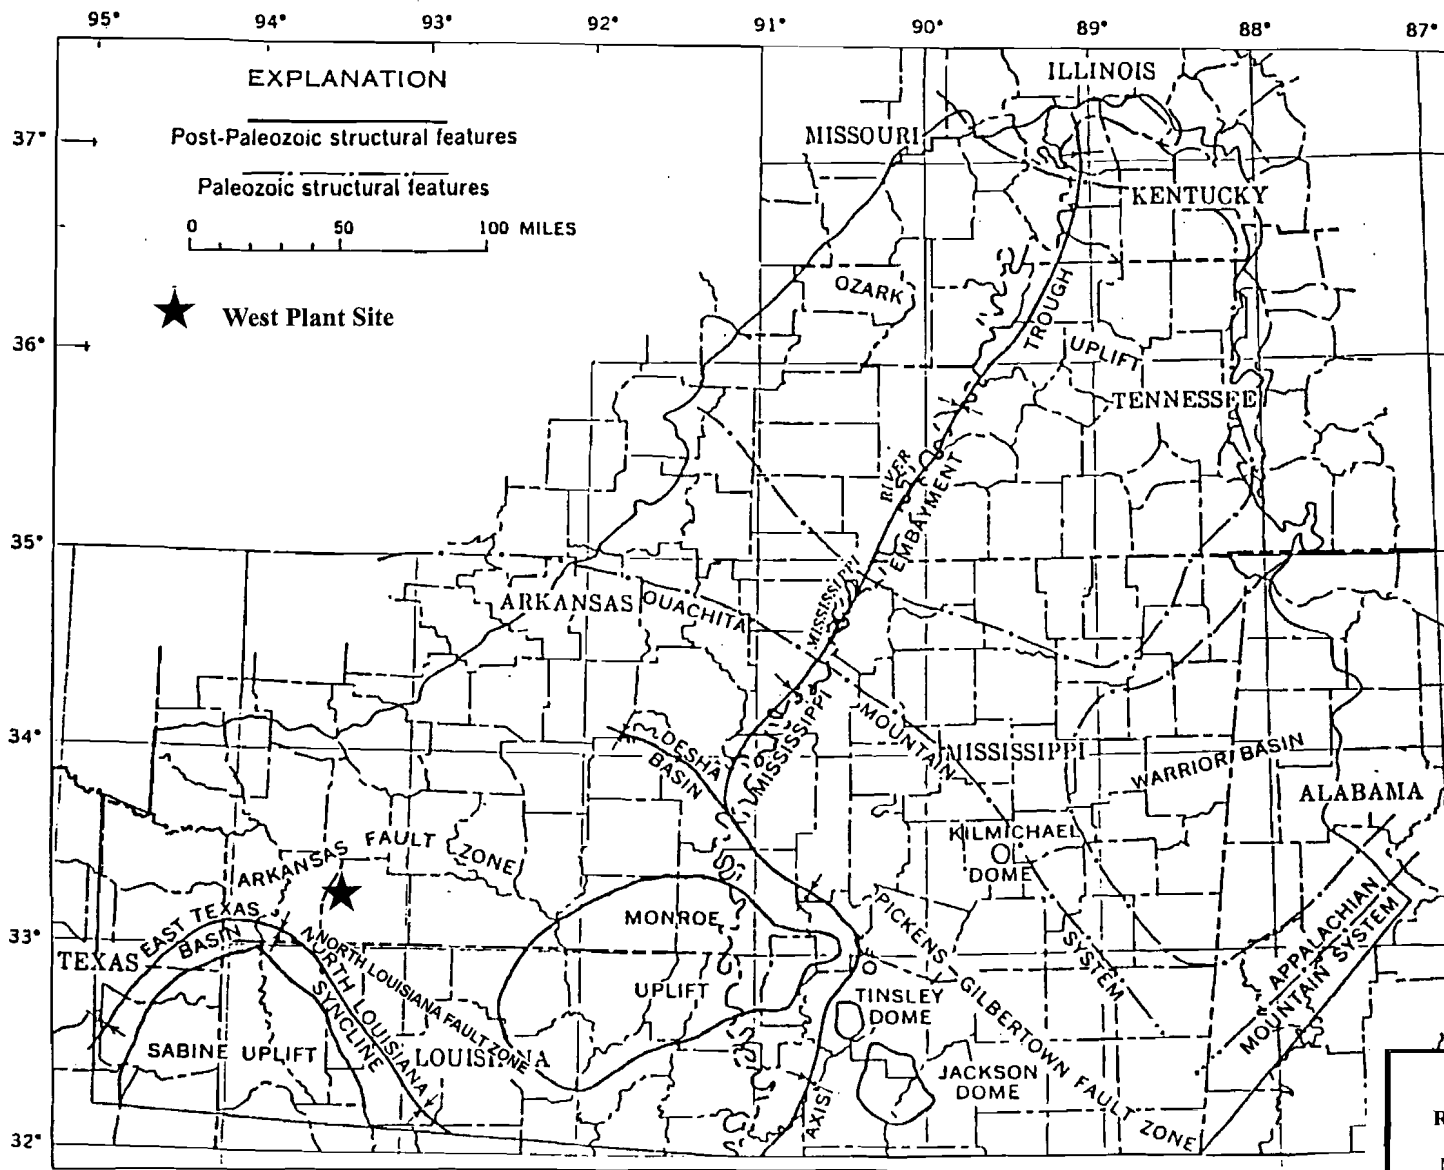 95° 94° 93° 92° 91° 90° 89° 88° 87°
EXPLANATION
Post-Paleozoic structural features
Paleozoic structural features
0 50 100 MILES
West Plant Site
37°
36°
35°
34°
33°
32°
ILLINOIS
MISSOURI
KENTUCKY
OZARK
UPLIFT
TROUGH
TENNESSEE
RIVER
EMBAYMENT
MISSISSIPPI
ARKANSAS
OUACHITA
MISSISSIPPI
MOUNTAIN
MISSISSIPPI
DESHA
BASIN
WARRIOR BASIN
ALABAMA
KILMICHAEL
DOME
ARKANSAS FAULT ZONE
MONROE
UPLIFT
PICKENS GILBERTOWN FAULT ZONE
SYSTEM
APPALACHIAN
MOUNTAIN SYSTEM
EAST TEXAS
BASIN
TEXAS
NORTH LOUISIANA FAULT ZONE
NORTH LOUISIANA
SYNCLINE
LOUISIANA
SABINE UPLIFT
TINSLEY
DOME
JACKSON
DOME
AXIS
R